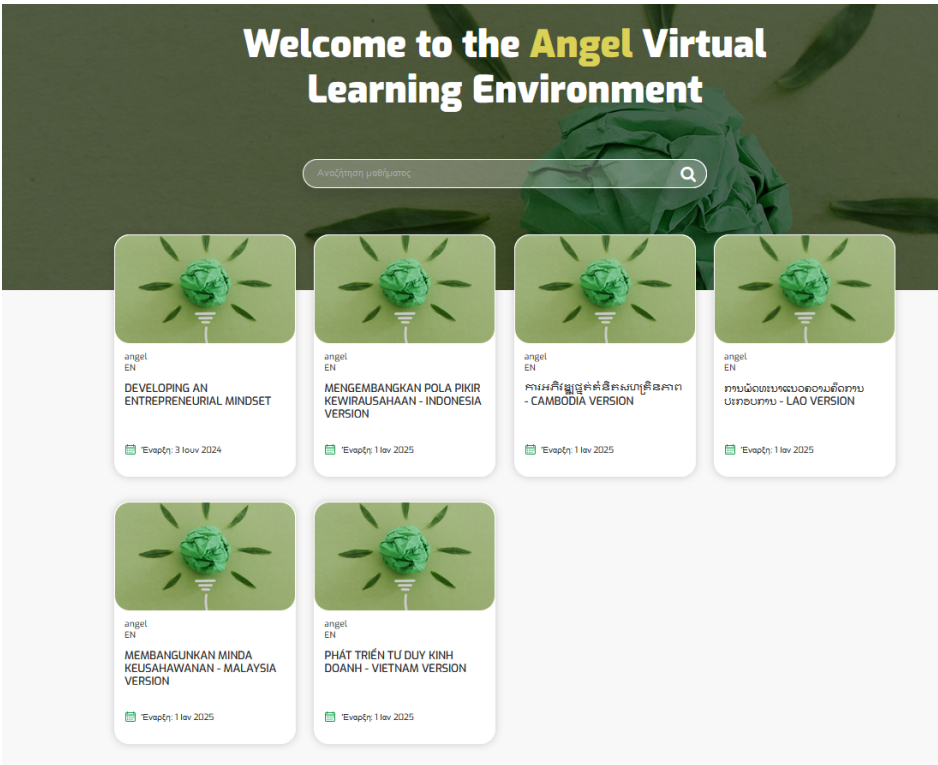 Welcome to the Angel Virtual
Learning Environment
Αναζήτηση μαθήματος
angel
EN
DEVELOPING AN
ENTREPRENEURIAL MINDSET
Έναρξη: 3 Ιουν 2024
angel
EN
MENGEMBANGKAN POLA PIKIR
KEWIRAUSAHAAN - INDONESIA
VERSION
Έναρξη: 1 Ιαν 2025
angel
EN
ការអភិវឌ្ឍផ្នត់គំនិតសហគ្រិនភាព
- CAMBODIA VERSION
Έναρξη: 1 Ιαν 2025
angel
EN
ການພັດທະນາແນວຄວາມຄິດການ
ປະກອບການ - LAO VERSION
Έναρξη: 1 Ιαν 2025
angel
EN
MEMBANGUNKAN MINDA
KEUSAHAWANAN - MALAYSIA
VERSION
Έναρξη: 1 Ιαν 2025
angel
EN
PHÁT TRIỂN TƯ DUY KINH
DOANH - VIETNAM VERSION
Έναρξη: 1 Ιαν 2025